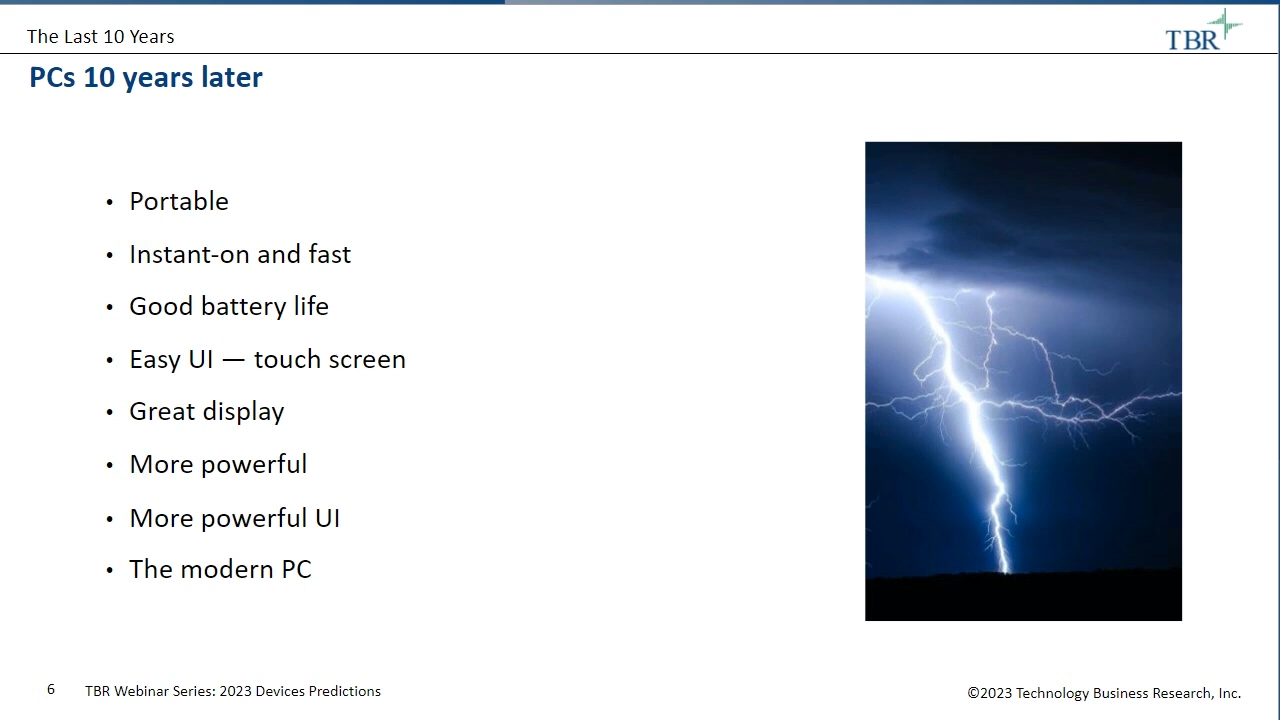 The Last 10 Years
TBR
PCs 10 years later
• Portable
• Instant-on and fast
• Good battery life
• Easy UI — touch screen
• Great display
• More powerful
• More powerful UI
• The modern PC
6 TBR Webinar Series: 2023 Devices Predictions
©2023 Technology Business Research, Inc.